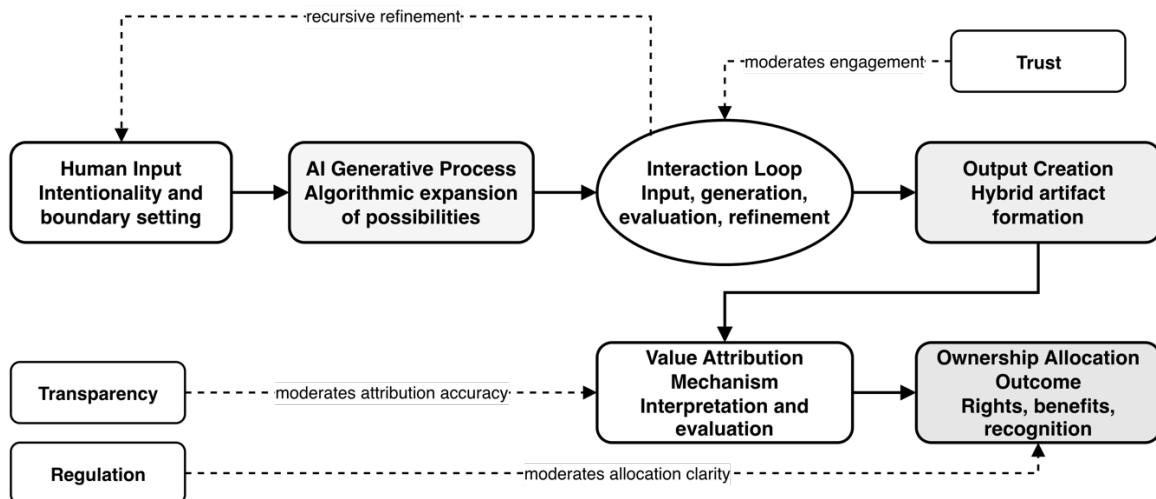 recursive refinement
moderates engagement
Trust
Human Input
Intentionality and
boundary setting
AI Generative Process
Algorithmic expansion
of possibilities
Interaction Loop
Input, generation,
evaluation, refinement
Output Creation
Hybrid artifact
formation
Value Attribution
Mechanism
Interpretation and
evaluation
Ownership Allocation
Outcome
Rights, benefits,
recognition
Transparency
moderates attribution accuracy
Regulation
moderates allocation clarity